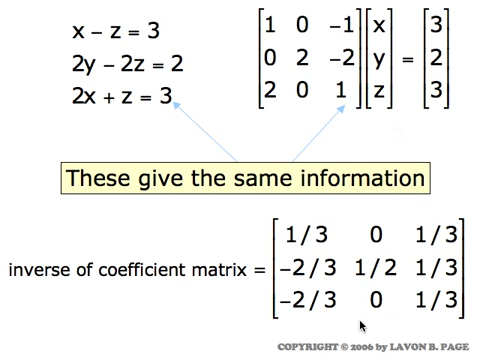 x − z = 3
2y − 2z = 2
2x + z = 3
[1 0 −1] [x] = [3]
[0 2 −2] [y] = [2]
[2 0 1] [z] = [3]
These give the same information
inverse of coefficient matrix =
[1/3 0 1/3]
[−2/3 1/2 1/3]
[−2/3 0 1/3]
COPYRIGHT © 2006 by LAVON B. PAGE